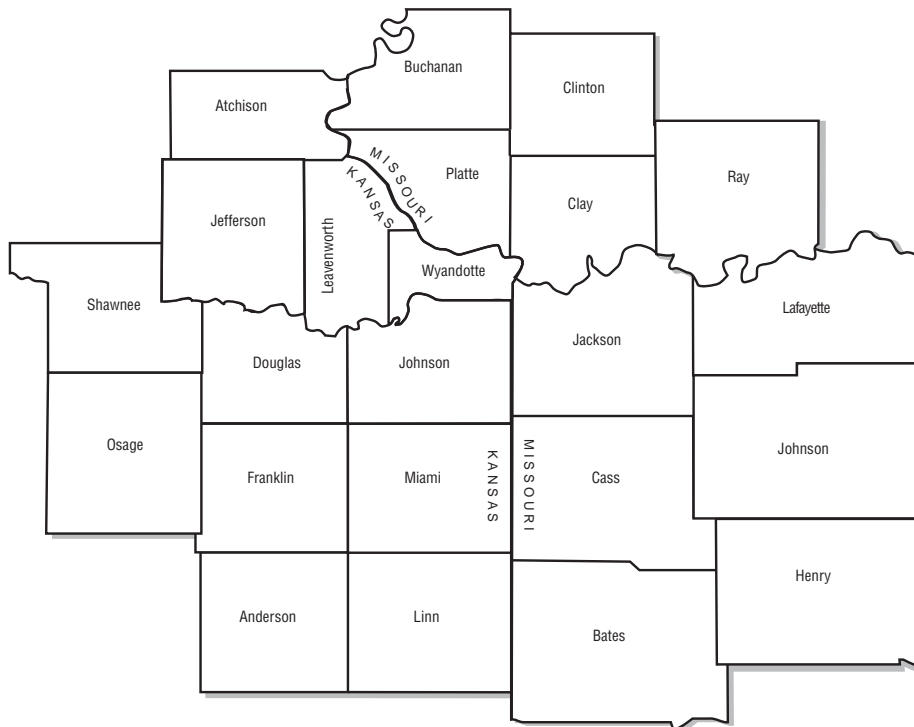 Buchanan
Clinton
Atchison
MISSOURI
KANSAS
Platte
Ray
Clay
Jefferson
Leavenworth
Wyandotte
Shawnee
Lafayette
Jackson
Douglas
Johnson
Osage
Franklin
Miami
KANSAS
MISSOURI
Cass
Johnson
Henry
Anderson
Linn
Bates